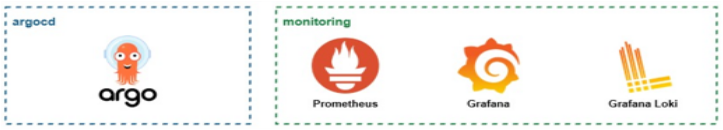 argocd
monitoring
argo
Prometheus
Grafana
Grafana Loki